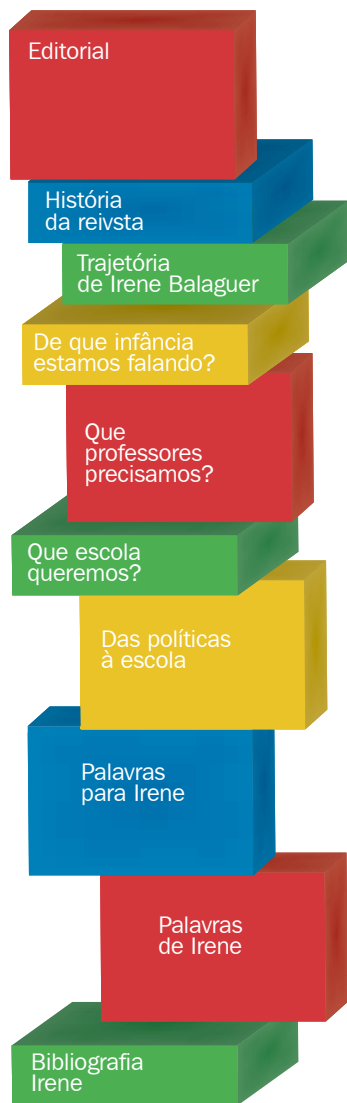 Editorial
História
da reivsta
Trajetória
de Irene Balaguer
De que infância
estamos falando?
Que
professores
precisamos?
Que escola
queremos?
Das políticas
à escola
Palavras
para Irene
Palavras
de Irene
Bibliografia
Irene